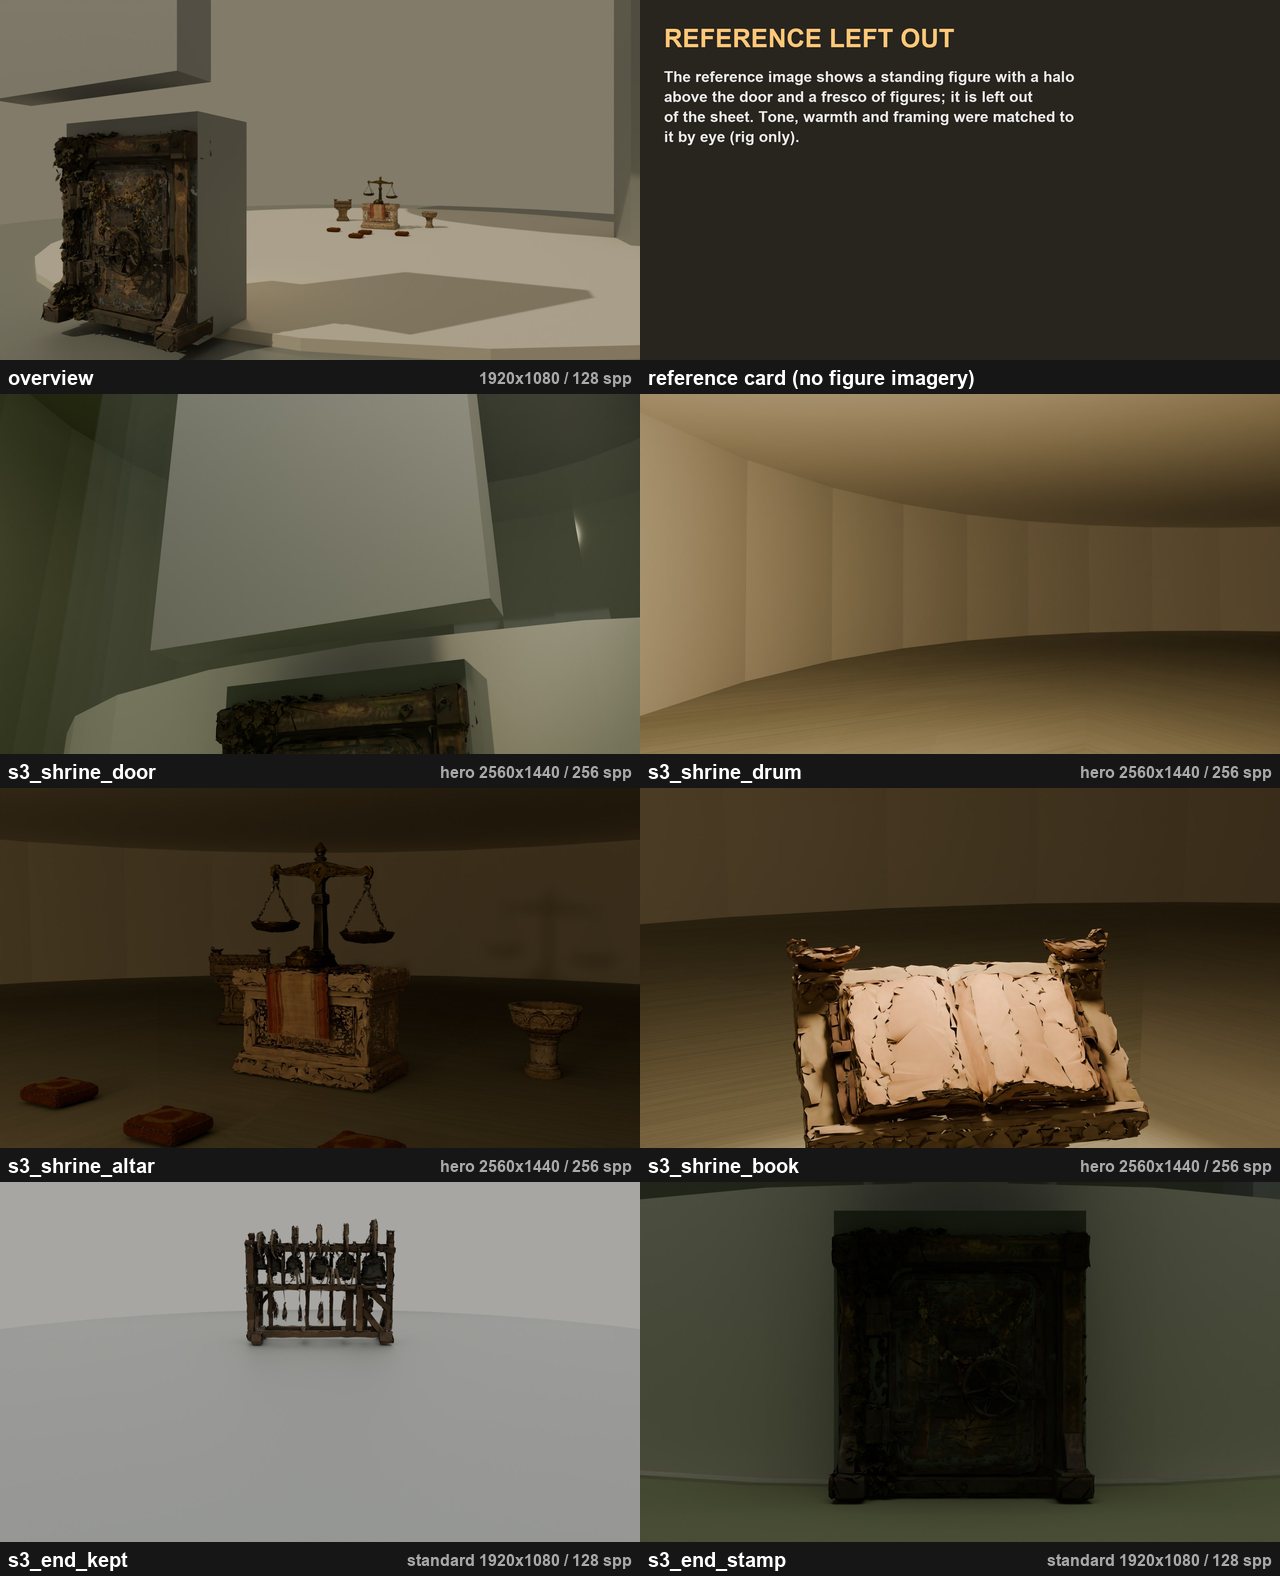 REFERENCE LEFT OUT
The reference image shows a standing figure with a halo
above the door and a fresco of figures; it is left out
of the sheet. Tone, warmth and framing were matched to
it by eye (rig only).
overview
1920x1080 / 128 spp
reference card (no figure imagery)
s3_shrine_door
hero 2560x1440 / 256 spp
s3_shrine_drum
hero 2560x1440 / 256 spp
s3_shrine_altar
hero 2560x1440 / 256 spp
s3_shrine_book
hero 2560x1440 / 256 spp
s3_end_kept
standard 1920x1080 / 128 spp
s3_end_stamp
standard 1920x1080 / 128 spp